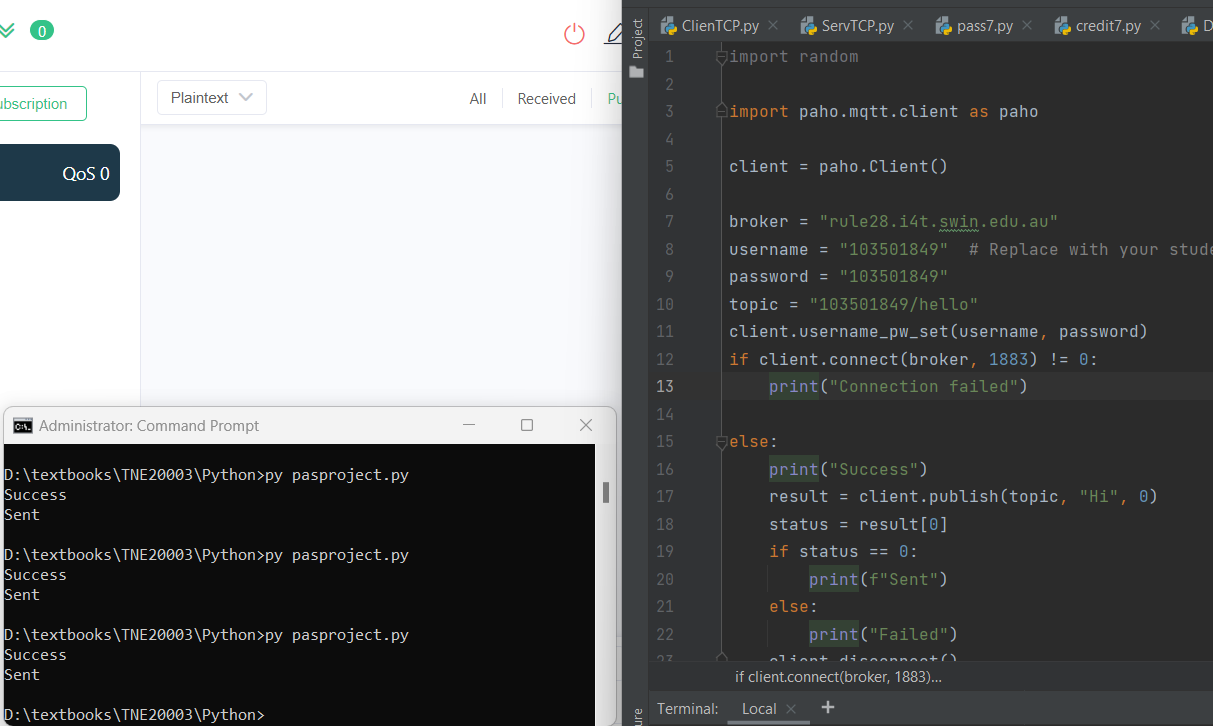 0
ubscription
Plaintext
All
Received
QoS 0
Administrator: Command Prompt
D:\textbooks\TNE20003\Python>py pasproject.py
Success
Sent
D:\textbooks\TNE20003\Python>py pasproject.py
Success
Sent
D:\textbooks\TNE20003\Python>py pasproject.py
Success
Sent
D:\textbooks\TNE20003\Python>
Project
ClienTCP.py
ServTCP.py
pass7.py
credit7.py
D
1 import random
2
3 import paho.mqtt.client as paho
4
5 client = paho.Client()
6
7 broker = "rule28.i4t.swin.edu.au"
8 username = "103501849"  # Replace with your stude
9 password = "103501849"
10 topic = "103501849/hello"
11 client.username_pw_set(username, password)
12 if client.connect(broker, 1883) != 0:
13     print("Connection failed")
14
15 else:
16     print("Success")
17     result = client.publish(topic, "Hi", 0)
18     status = result[0]
19     if status == 0:
20         print(f"Sent")
21     else:
22         print("Failed")
23     client.disconnect()
if client.connect(broker, 1883)...
Terminal:
Local
+